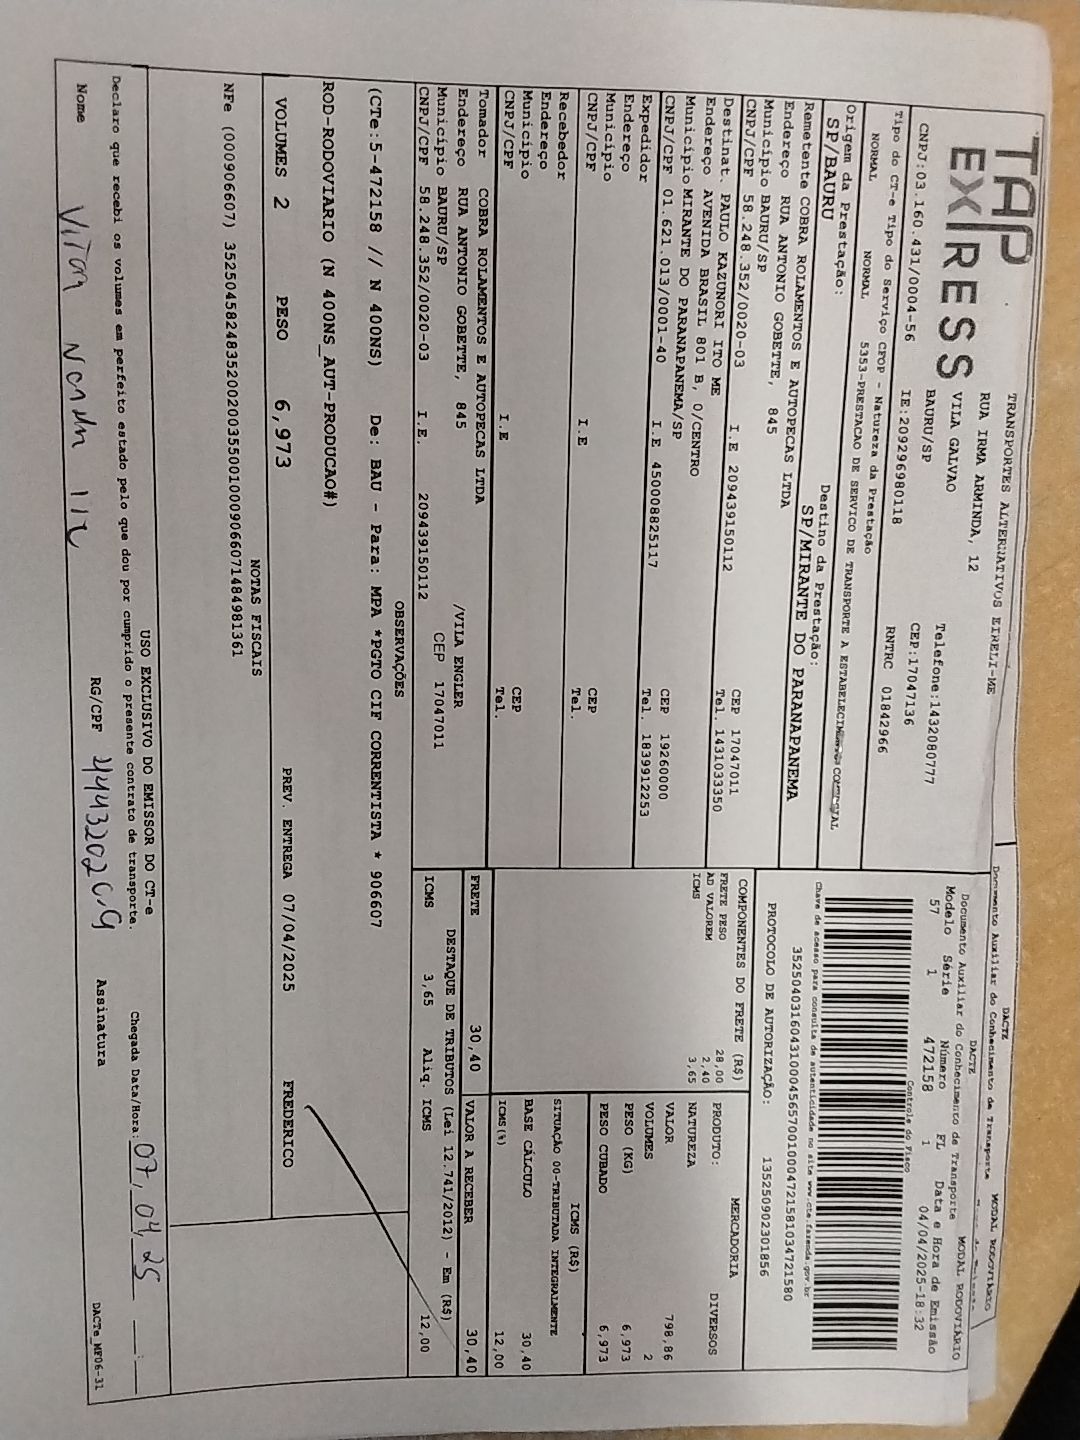 TAP
EX/RESS
TRANSPORTES ALTERNATIVOS EIRELI-ME
RUA IRMA ARMINDA, 12
VILA GALVAO
BAURU/SP
Telefone:1432080777
CEP:17047136
CNPJ:03.160.431/0004-56 IE:209296980118 RNTRC 01842966
Tipo do CT-e Tipo do Serviço CFOP - Natureza da Prestação
NORMAL NORMAL 5353-PRESTACAO DE SERVICO DE TRANSPORTE A ESTABELECIMENTO COMERCIAL
Origem da Prestação: Destino da Prestação:
SP/BAURU SP/MIRANTE DO PARANAPANEMA
Remetente COBRA ROLAMENTOS E AUTOPECAS LTDA
Endereço RUA ANTONIO GOBETTE, 845
Município BAURU/SP CEP 17047011
CNPJ/CPF 58.248.352/0020-03 I.E 209439150112 Tel. 1431033350
Destinat. PAULO KAZUNORI ITO ME
Endereço AVENIDA BRASIL 801 B, 0/CENTRO
Município MIRANTE DO PARANAPANEMA/SP CEP 19260000
CNPJ/CPF 01.621.013/0001-40 I.E 450008825117 Tel. 1839912253
Expedidor
Endereço
Município CEP
CNPJ/CPF I.E Tel.
Recebedor
Endereço
Município CEP
CNPJ/CPF I.E Tel.
Tomador COBRA ROLAMENTOS E AUTOPECAS LTDA
Endereço RUA ANTONIO GOBETTE, 845 /VILA ENGLER
Município BAURU/SP CEP 17047011
CNPJ/CPF 58.248.352/0020-03 I.E. 209439150112
DACTE MODAL RODOVIÁRIO
Documento Auxiliar do Conhecimento de Transporte
DACTE MODAL RODOVIÁRIO
Documento Auxiliar do Conhecimento de Transporte
Modelo Série Número FL Data e Hora de Emissão
57 1 472158 1 04/04/2025-18:32
Controle do Fisco
Chave de acesso para consulta de autenticidade no site www.cte.fazenda.gov.br
35250403160431000456570010004721581034721580
PROTOCOLO DE AUTORIZAÇÃO: 135250902301856
COMPONENTES DO FRETE (R$)
FRETE PESO 28,00
AD VALOREM 2,40
ICMS 3,65
MERCADORIA
PRODUTO: DIVERSOS
NATUREZA
VALOR 798,86
VOLUMES 2
PESO (KG) 6,973
PESO CUBADO 6,973
ICMS (R$)
SITUAÇÃO 00-TRIBUTADA INTEGRALMENTE
BASE CÁLCULO 30,40
ICMS(%) 12,00
FRETE 30,40 VALOR A RECEBER 30,40
DESTAQUE DE TRIBUTOS (Lei 12.741/2012) - Em (R$)
ICMS 3,65 Aliq. ICMS 12,00
OBSERVAÇÕES
(CTe:5-472158 // N 400NS) De: BAU - Para: MPA *PGTO CIF CORRENTISTA * 906607
ROD-RODOVIARIO (N 400NS_AUT-PRODUCAO#)
VOLUMES 2 PESO 6,973 PREV. ENTREGA 07/04/2025 FREDERICO
NOTAS FISCAIS
NFe (000906607) 35250458248352002003550010009066071484981361
USO EXCLUSIVO DO EMISSOR DO CT-e
Declaro que recebi os volumes em perfeito estado pelo que dou por cumprido o presente contrato de transporte. Chegada Data/Hora: 07/04/25 __:__
Nome RG/CPF Assinatura
DACTe_MF06-31